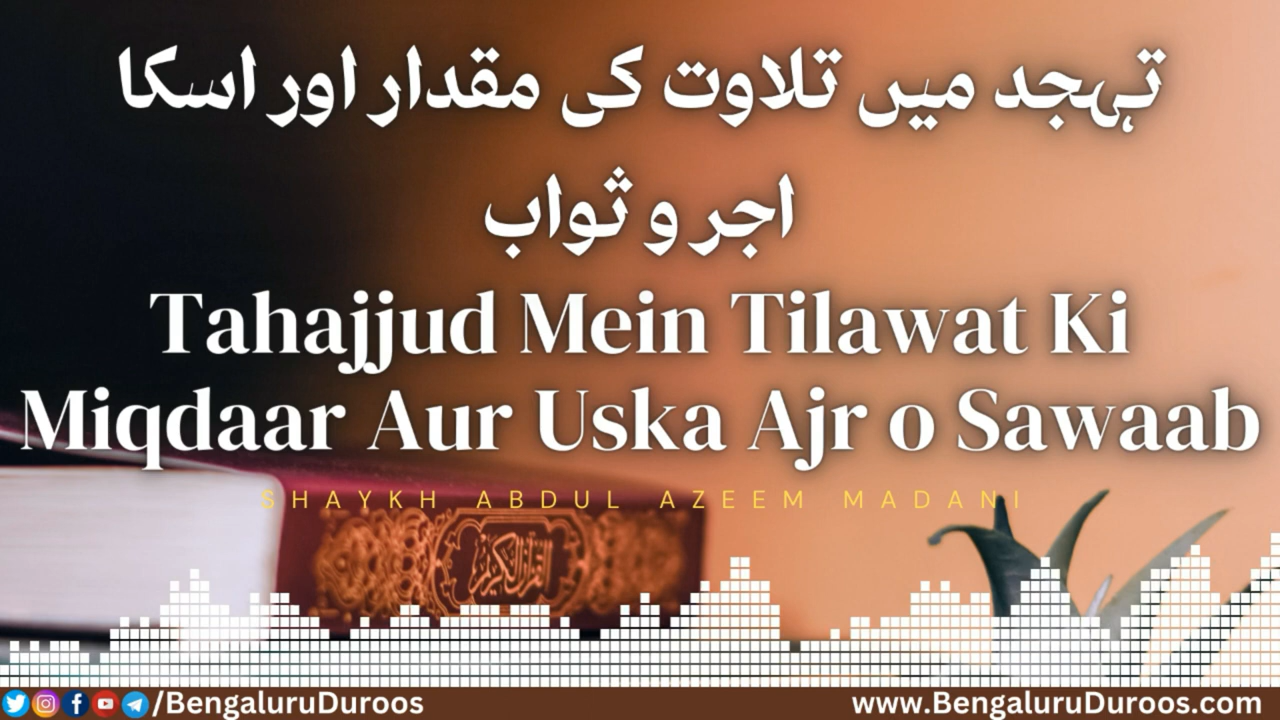 تہجد میں تلاوت کی مقدار اور اسکا
اجر و ثواب
Tahajjud Mein Tilawat Ki
Miqdaar Aur Uska Ajr o Sawaab
SHAYKH ABDUL AZEEM MADANI
القرآن الكريم
/BengaluruDuroos
www.BengaluruDuroos.com